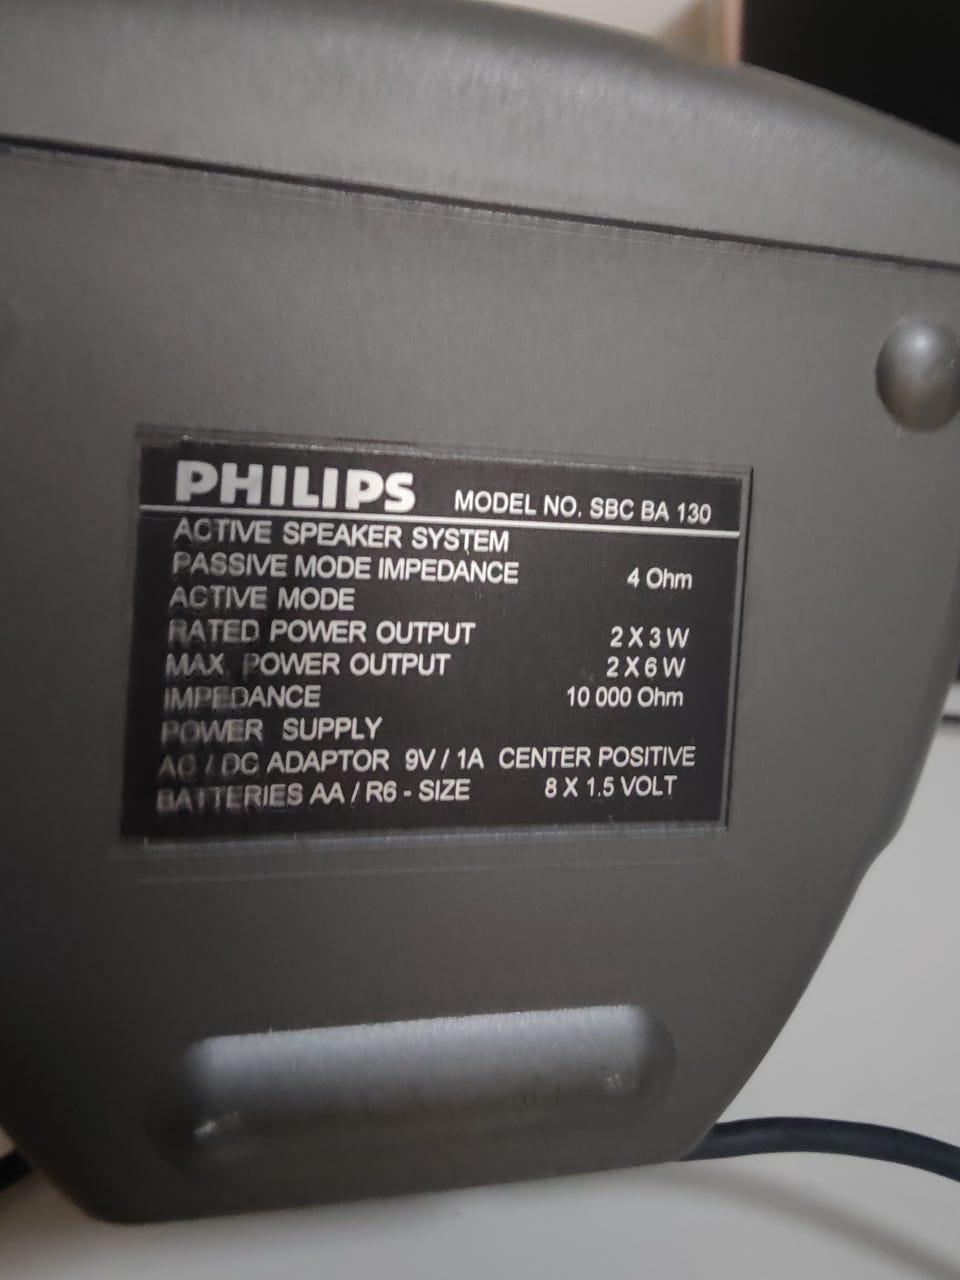 PHILIPS MODEL NO. SBC BA 130
ACTIVE SPEAKER SYSTEM
PASSIVE MODE IMPEDANCE 4 Ohm
ACTIVE MODE
RATED POWER OUTPUT 2 X 3 W
MAX. POWER OUTPUT 2 X 6 W
IMPEDANCE 10 000 Ohm
POWER SUPPLY
AC / DC ADAPTOR 9V / 1A CENTER POSITIVE
BATTERIES AA / R6 - SIZE 8 X 1.5 VOLT